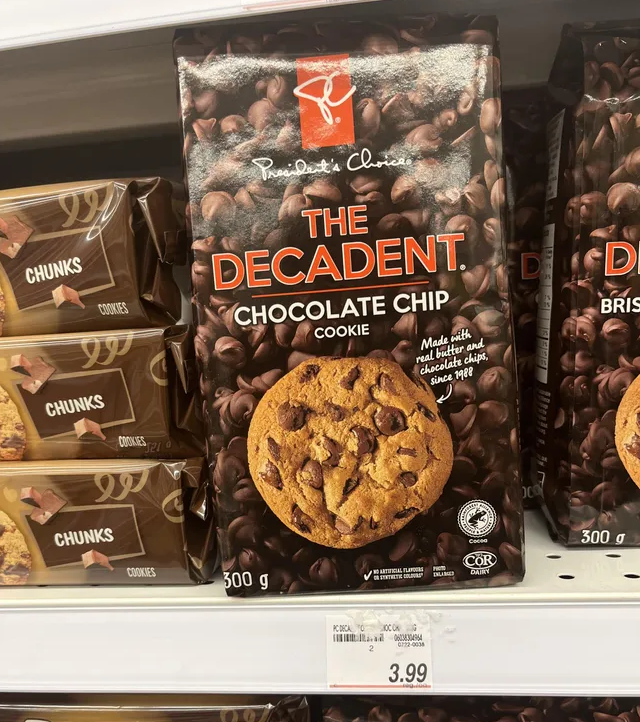 PC
President's Choice
THE
DECADENT®
CHOCOLATE CHIP
COOKIE
Made with
real butter and
chocolate chips,
since 1988
Cocoa
COR
DAIRY
NO ARTIFICIAL FLAVOURS
OR SYNTHETIC COLOURS
PHOTO
ENLARGED
300 g
CHUNKS
COOKIES
CHUNKS
COOKIES
CHUNKS
COOKIES
D
BRIS
300 g
2
3.99